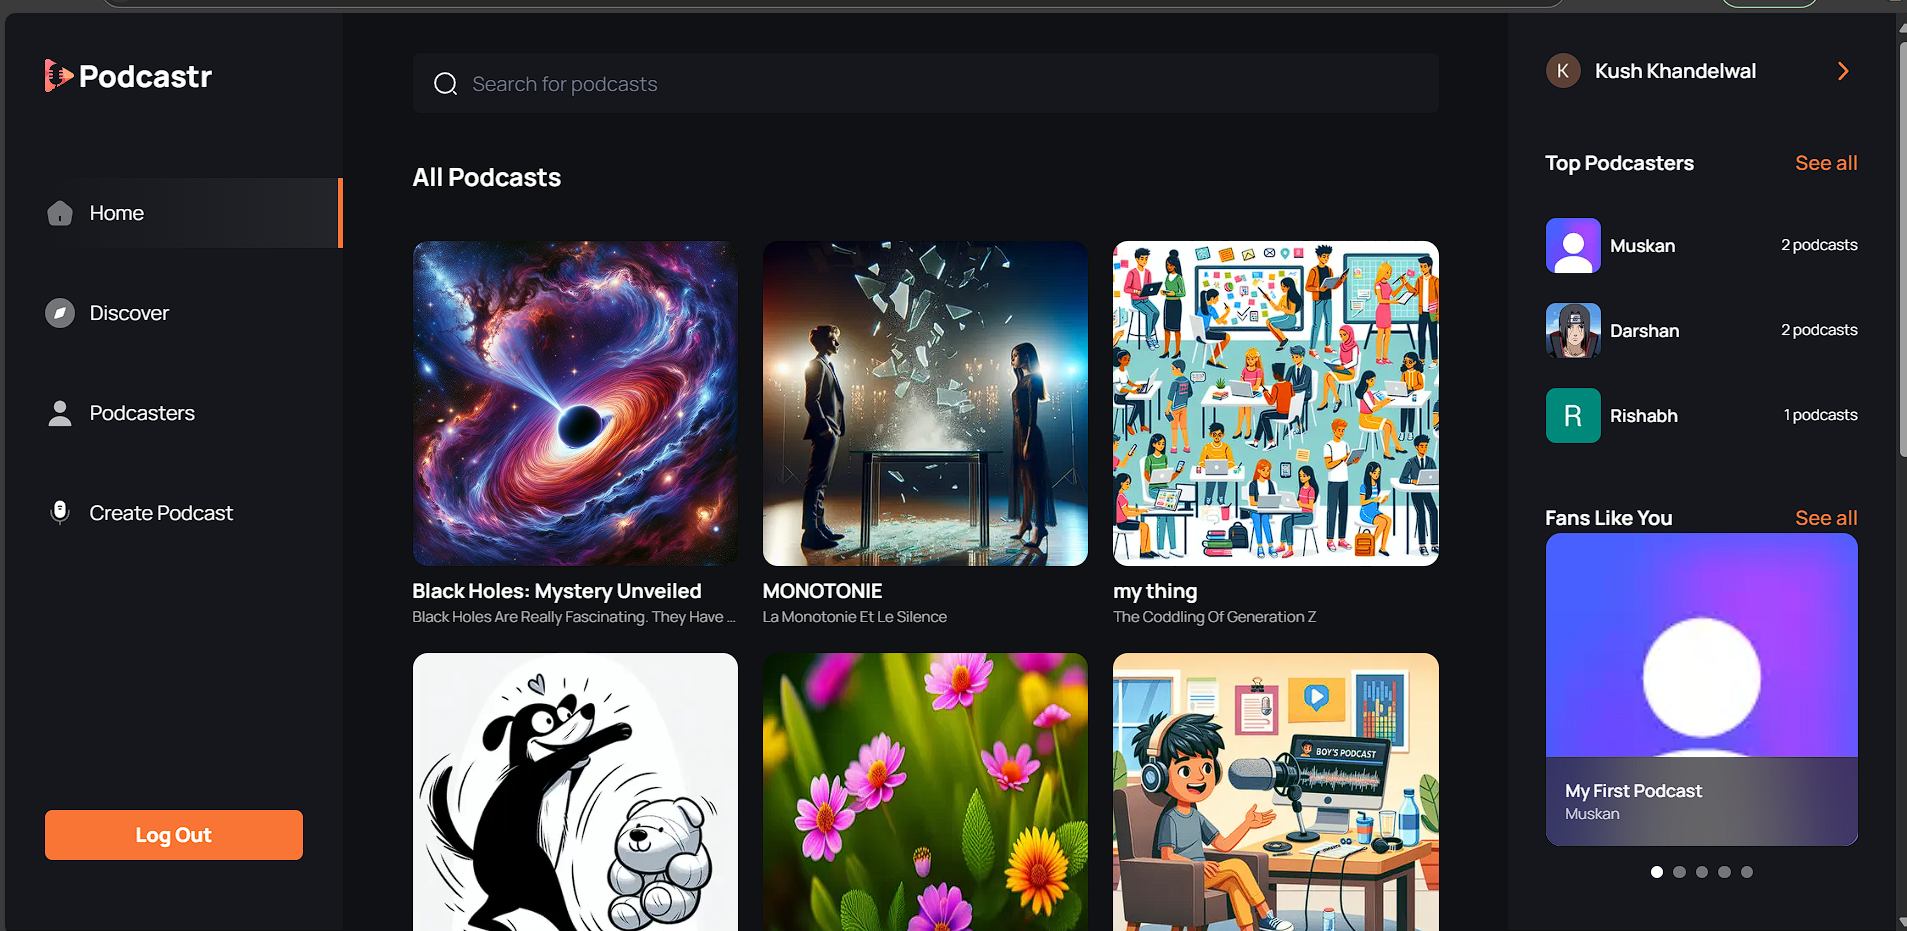 Podcastr
Home
Discover
Podcasters
Create Podcast
Log Out
Search for podcasts
All Podcasts
Black Holes: Mystery Unveiled
Black Holes Are Really Fascinating. They Have ...
MONOTONIE
La Monotonie Et Le Silence
my thing
The Coddling Of Generation Z
BOY'S PODCAST
K
Kush Khandelwal
Top Podcasters
See all
Muskan
2 podcasts
Darshan
2 podcasts
R
Rishabh
1 podcasts
Fans Like You
See all
My First Podcast
Muskan